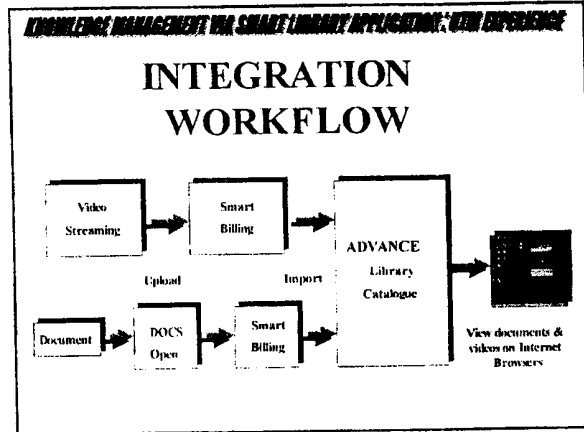 KNOWLEDGE MANAGEMENT VIA SMART LIBRARY APPLICATION: UTM EXPERIENCE
INTEGRATION
WORKFLOW
Video
Streaming
Smart
Billing
ADVANCE
Library
Catalogue
Upload
Import
Document
DOCS
Open
Smart
Billing
View documents &
videos on Internet
Browsers